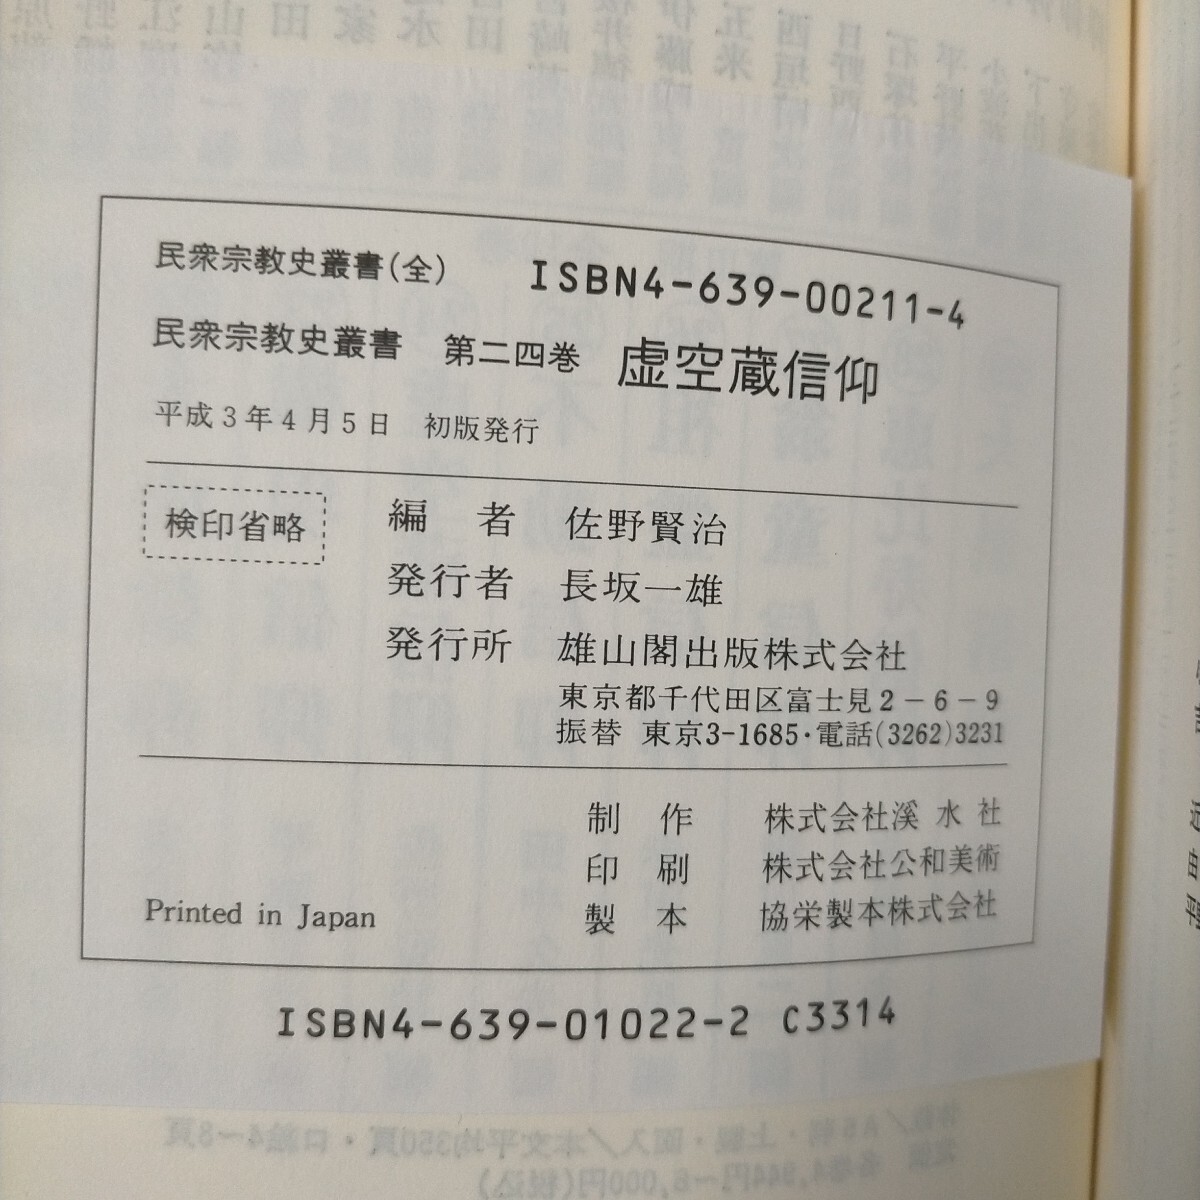 民衆宗教史叢書(全) ISBN4-639-00211-4
民衆宗教史叢書 第二四巻 虚空蔵信仰
平成3年4月5日 初版発行
検印省略
編者 佐野賢治
発行者 長坂一雄
発行所 雄山閣出版株式会社
東京都千代田区富士見2-6-9
振替 東京3-1685・電話(3262)3231
制作 株式会社溪水社
印刷 株式会社公和美術
製本 協栄製本株式会社
Printed in Japan
ISBN4-639-01022-2 C3314